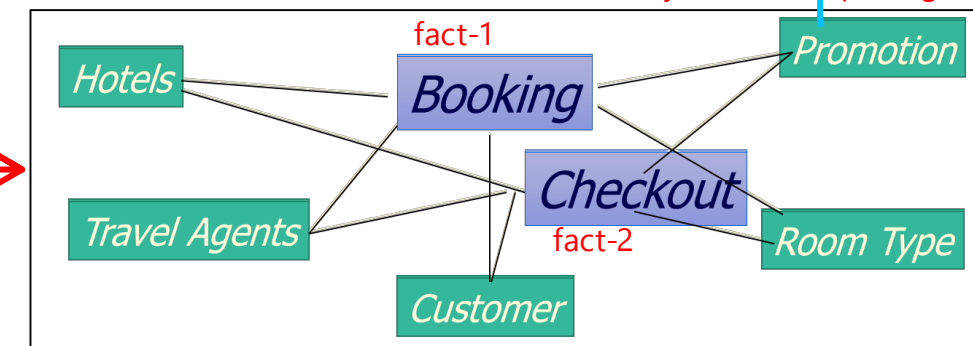 fact-1
Promotion
Hotels
Booking
Checkout
Travel Agents
fact-2
Room Type
Customer